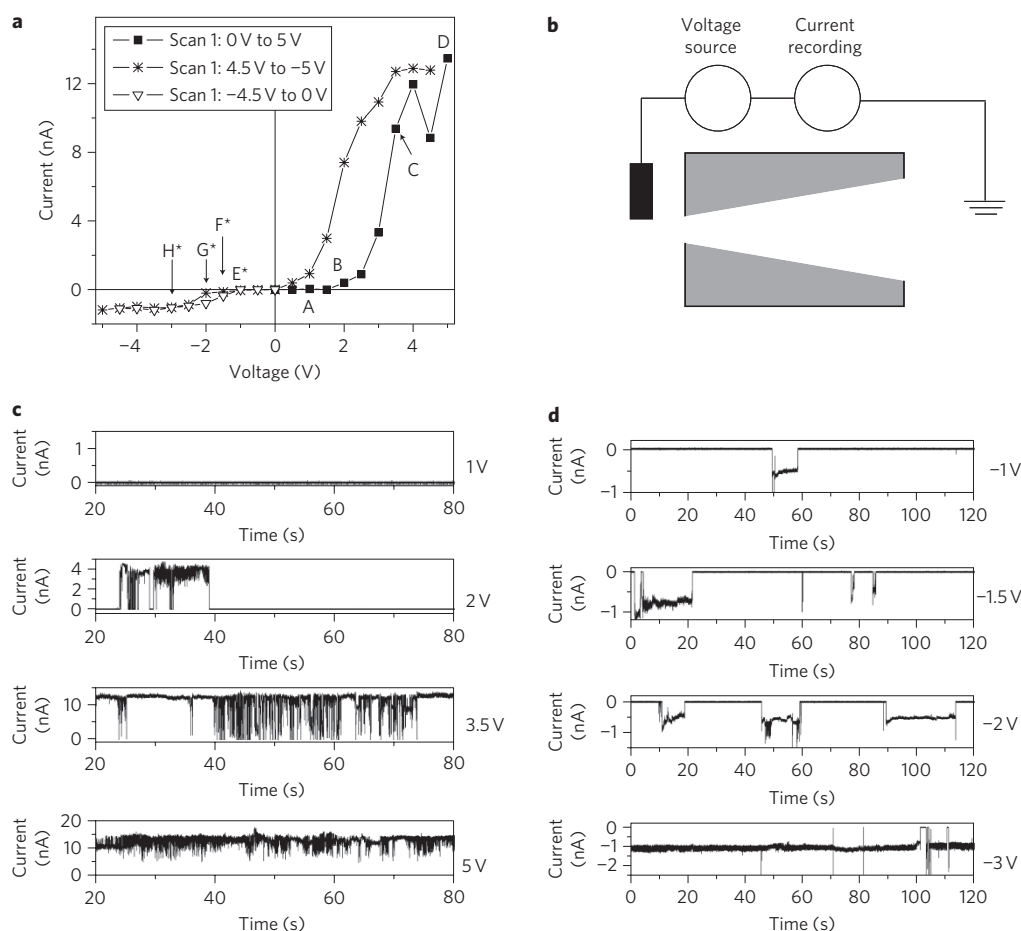 a
Scan 1: 0 V to 5 V
Scan 1: 4.5 V to −5 V
Scan 1: −4.5 V to 0 V
D
12
8
4
0
Current (nA)
C
B
A
H*
G*
F*
E*
−4 −2 0 2 4
Voltage (V)
b
Voltage source
Current recording
c
Current (nA)
1
0
1 V
20 40 60 80
Time (s)
Current (nA)
4
2
0
2 V
20 40 60 80
Time (s)
Current (nA)
10
0
3.5 V
20 40 60 80
Time (s)
Current (nA)
20
10
0
5 V
20 40 60 80
Time (s)
d
Current (nA)
0
−1
−1 V
0 20 40 60 80 100 120
Time (s)
Current (nA)
0
−1
−1.5 V
0 20 40 60 80 100 120
Time (s)
Current (nA)
0
−1
−2 V
0 20 40 60 80 100 120
Time (s)
Current (nA)
0
−1
−2
−3 V
0 20 40 60 80 100 120
Time (s)